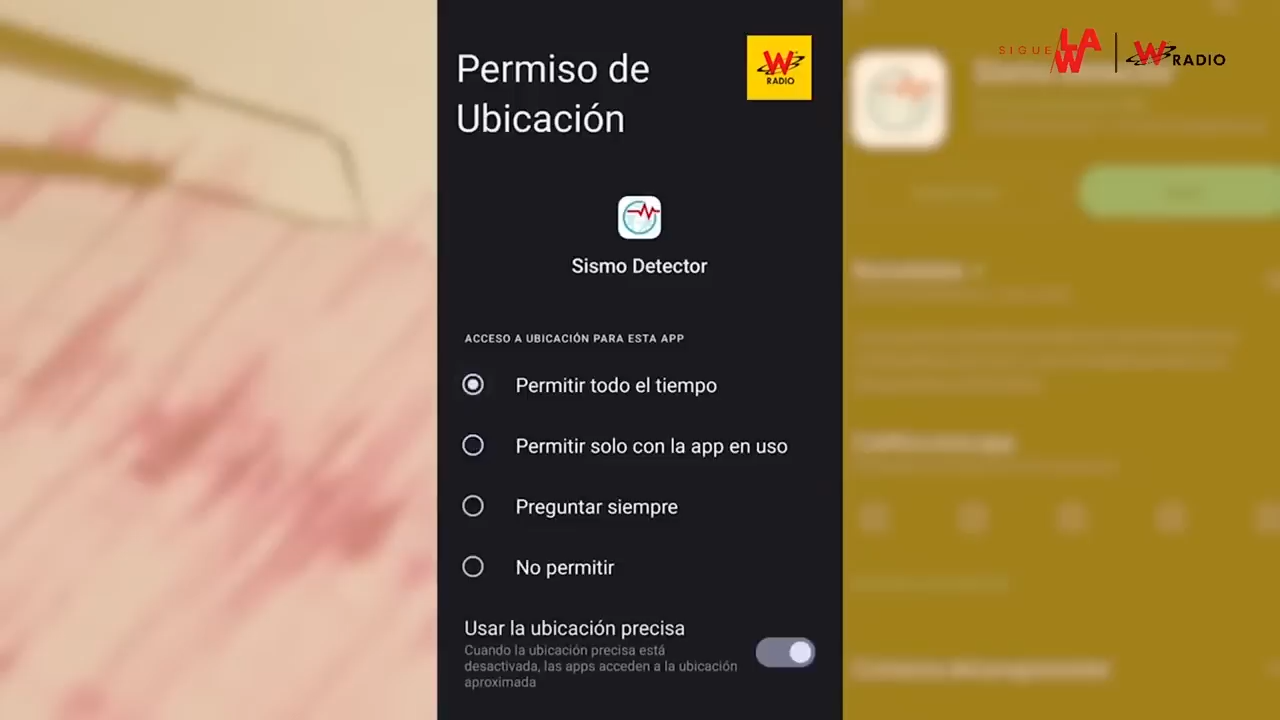 Permiso de
Ubicación
W
RADIO
SIGUE LA W
W RADIO
Sismo Detector
ACCESO A UBICACIÓN PARA ESTA APP
Permitir todo el tiempo
Permitir solo con la app en uso
Preguntar siempre
No permitir
Usar la ubicación precisa
Cuando la ubicación precisa está
desactivada, las apps acceden a la ubicación
aproximada